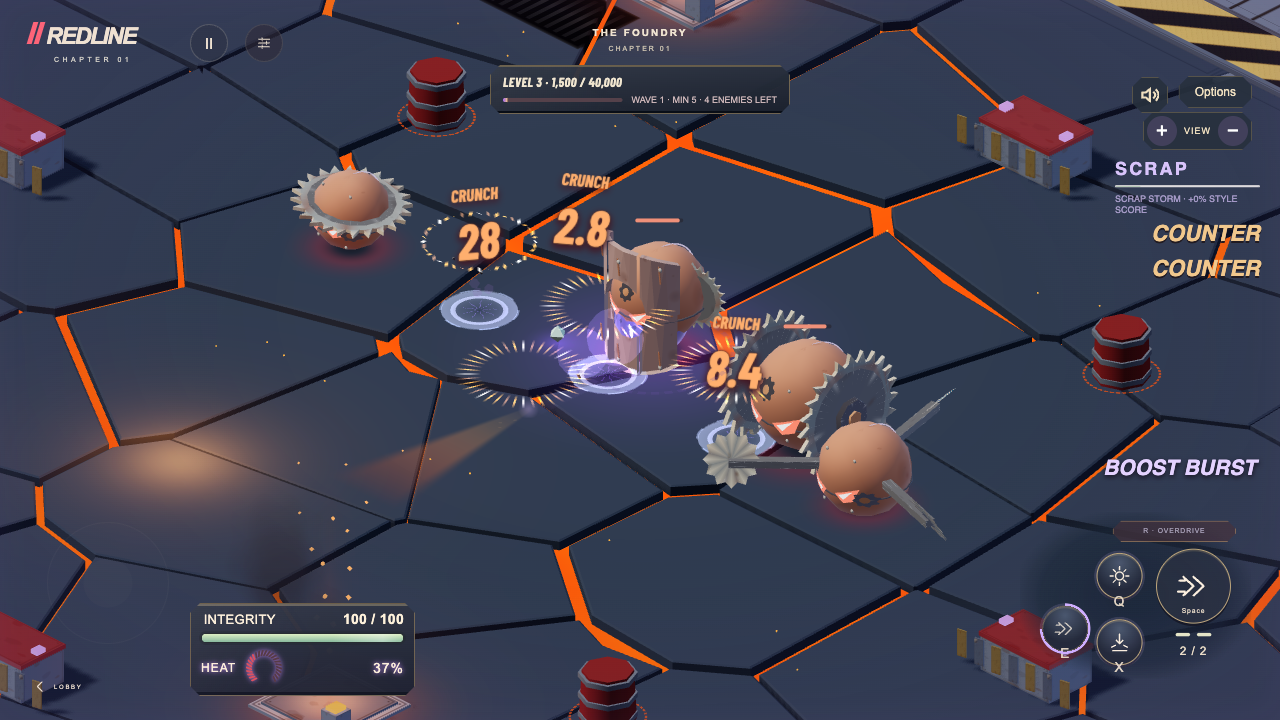 REDLINE
CHAPTER 01
THE FOUNDRY
CHAPTER 01
LEVEL 3 · 1,500 / 40,000
WAVE 1 · MIN 5 · 4 ENEMIES LEFT
Options
+ VIEW −
SCRAP
SCRAP STORM · +0% STYLE
SCORE
COUNTER
COUNTER
CRUNCH
28
CRUNCH
2.8
CRUNCH
8.4
BOOST BURST
R · OVERDRIVE
Q
Space
E
X
2 / 2
INTEGRITY 100 / 100
HEAT 37%
LOBBY